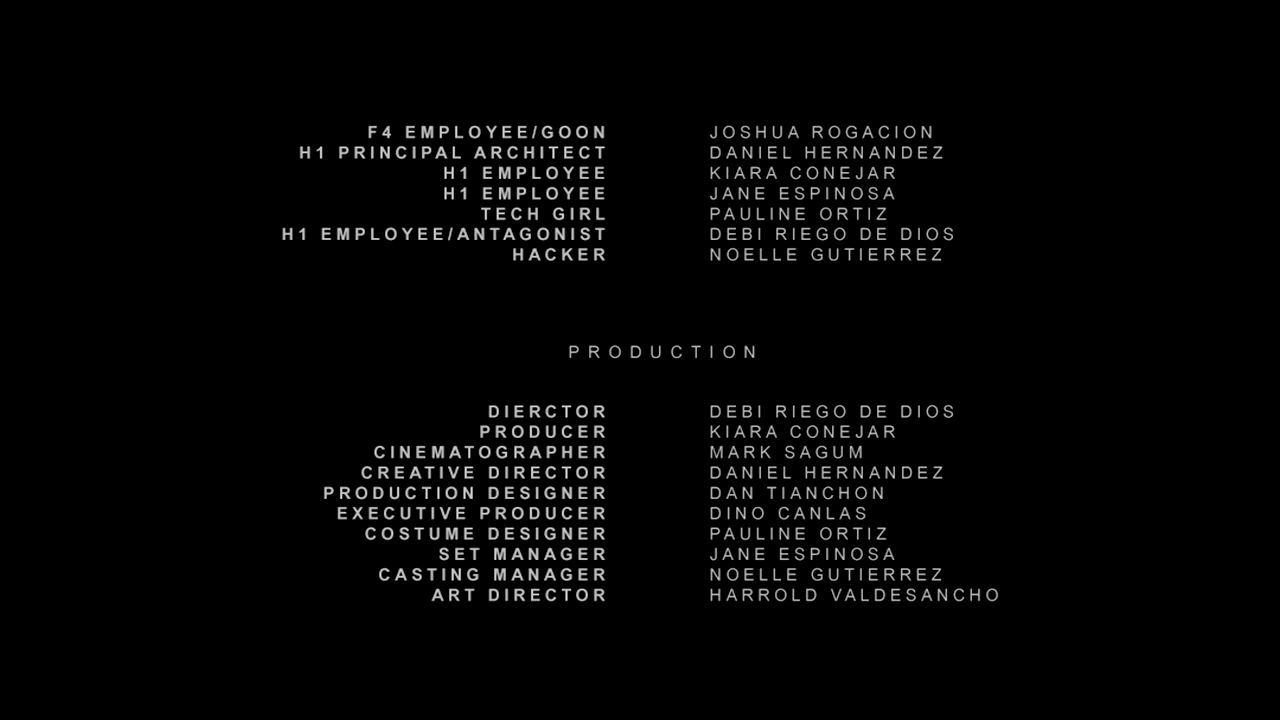 F4 EMPLOYEE/GOON JOSHUA ROGACION
H1 PRINCIPAL ARCHITECT DANIEL HERNANDEZ
H1 EMPLOYEE KIARA CONEJAR
H1 EMPLOYEE JANE ESPINOSA
TECH GIRL PAULINE ORTIZ
H1 EMPLOYEE/ANTAGONIST DEBI RIEGO DE DIOS
HACKER NOELLE GUTIERREZ
PRODUCTION
DIERCTOR DEBI RIEGO DE DIOS
PRODUCER KIARA CONEJAR
CINEMATOGRAPHER MARK SAGUM
CREATIVE DIRECTOR DANIEL HERNANDEZ
PRODUCTION DESIGNER DAN TIANCHON
EXECUTIVE PRODUCER DINO CANLAS
COSTUME DESIGNER PAULINE ORTIZ
SET MANAGER JANE ESPINOSA
CASTING MANAGER NOELLE GUTIERREZ
ART DIRECTOR HARROLD VALDESANCHO